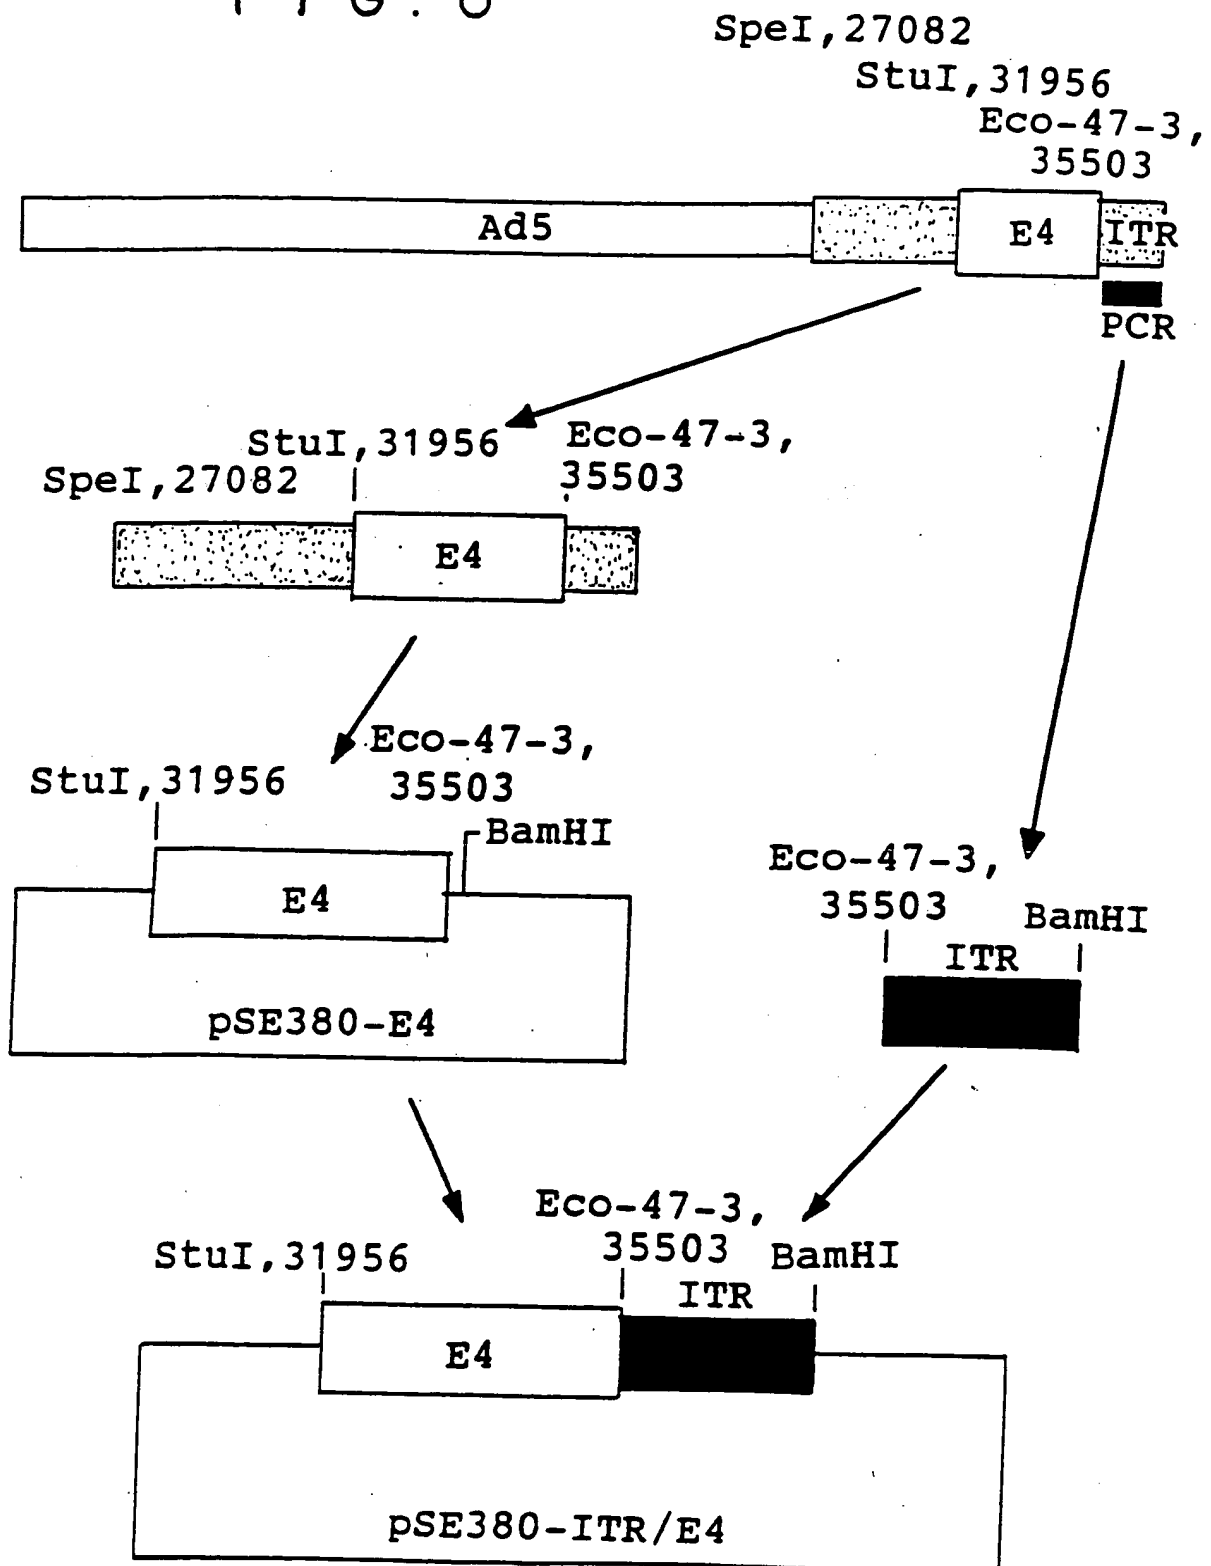 SpeI,27082
StuI,31956
Eco-47-3,
35503
Ad5
E4
ITR
PCR
StuI,31956
Eco-47-3,
35503
SpeI,27082
E4
Eco-47-3,
35503
StuI,31956
BamHI
E4
pSE380-E4
Eco-47-3,
35503
BamHI
ITR
Eco-47-3,
35503
StuI,31956
BamHI
ITR
E4
pSE380-ITR/E4